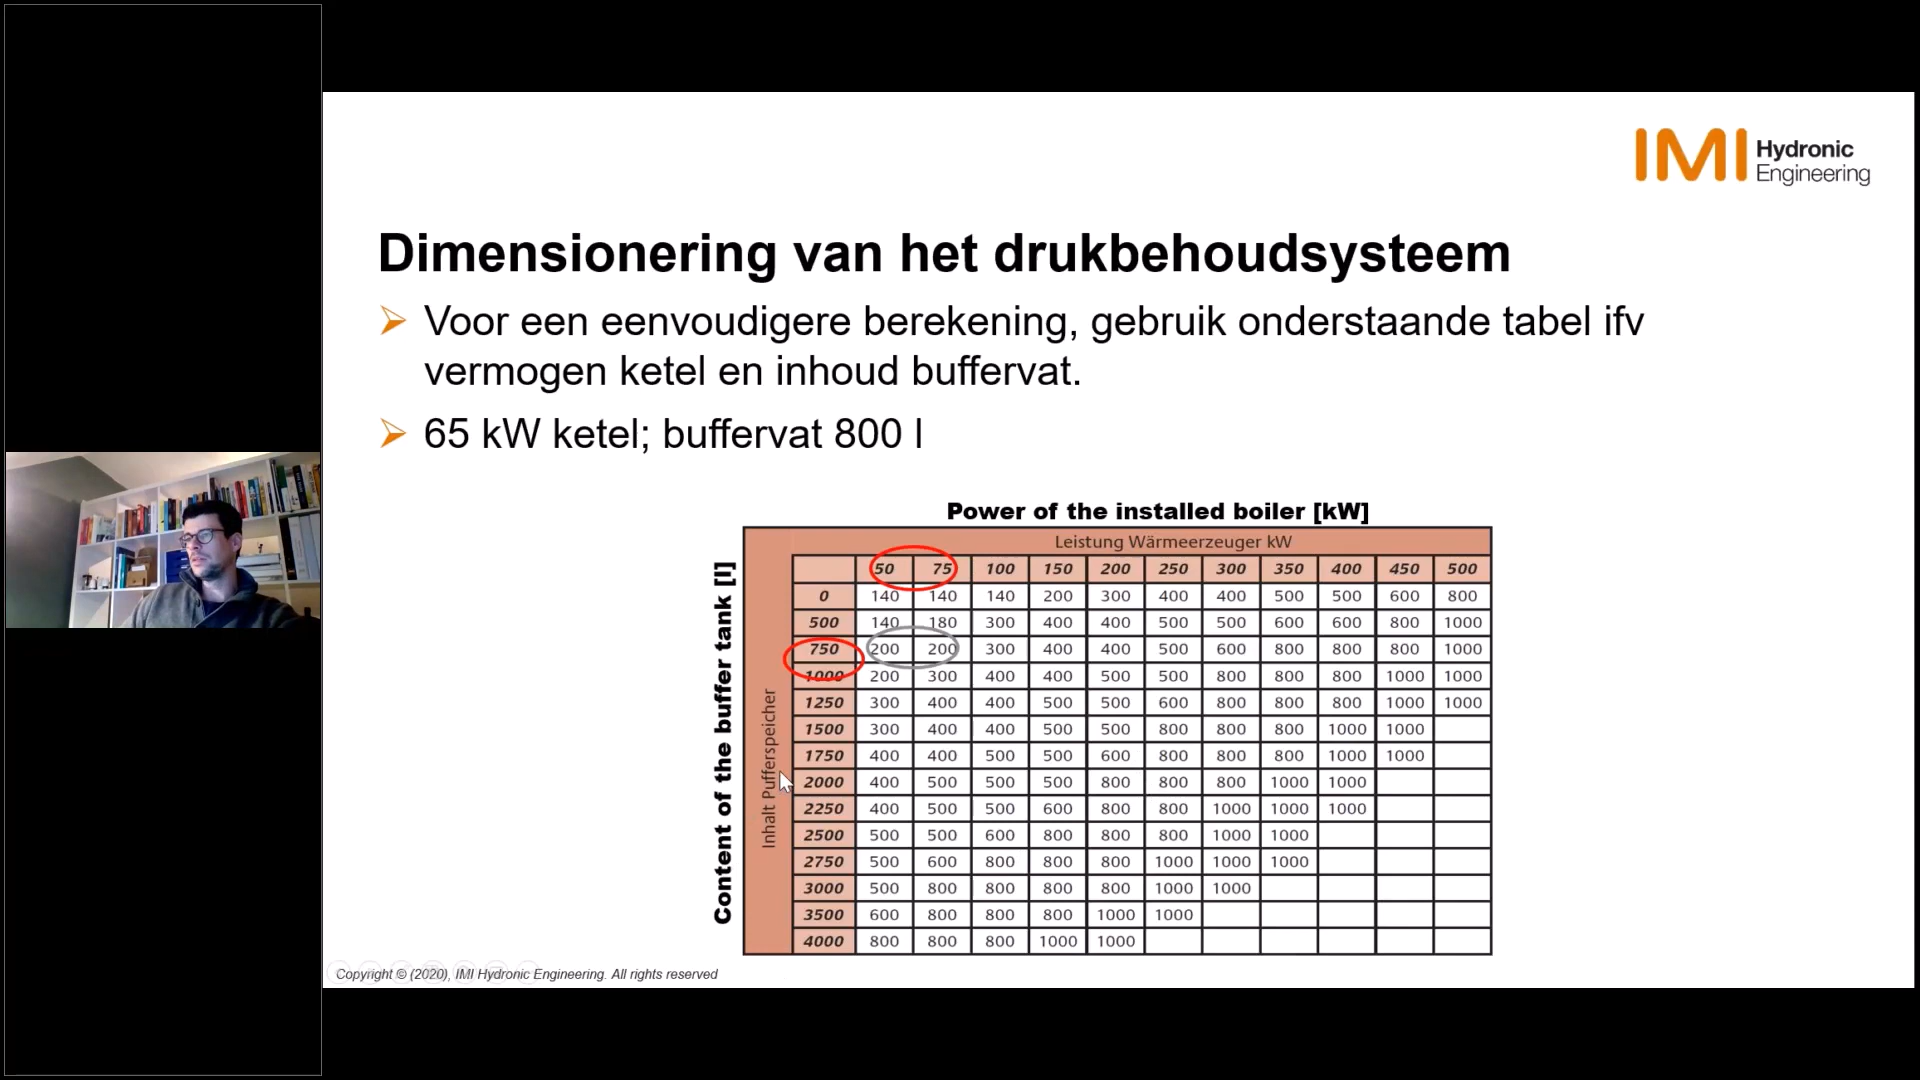 IMI Hydronic
Engineering
Dimensionering van het drukbehoudsysteem
Voor een eenvoudigere berekening, gebruik onderstaande tabel ifv
vermogen ketel en inhoud buffervat.
65 kW ketel; buffervat 800 l
Power of the installed boiler [kW]
Content of the buffer tank [l]
Leistung Wärmeerzeuger kW
Inhalt Pufferspeicher
50 75 100 150 200 250 300 350 400 450 500
0 140 140 140 200 300 400 400 500 500 600 800
500 140 180 300 400 400 500 500 600 600 800 1000
750 200 200 300 400 400 500 600 800 800 800 1000
1000 200 300 400 400 500 500 800 800 800 1000 1000
1250 300 400 400 500 500 600 800 800 800 1000 1000
1500 300 400 400 500 500 800 800 800 1000 1000
1750 400 400 500 500 600 800 800 800 1000 1000
2000 400 500 500 500 800 800 800 1000 1000
2250 400 500 500 600 800 800 1000 1000 1000
2500 500 500 600 800 800 800 1000 1000
2750 500 600 800 800 800 1000 1000 1000
3000 500 800 800 800 800 1000 1000
3500 600 800 800 800 1000 1000
4000 800 800 800 1000 1000
Copyright © (2020), IMI Hydronic Engineering. All rights reserved